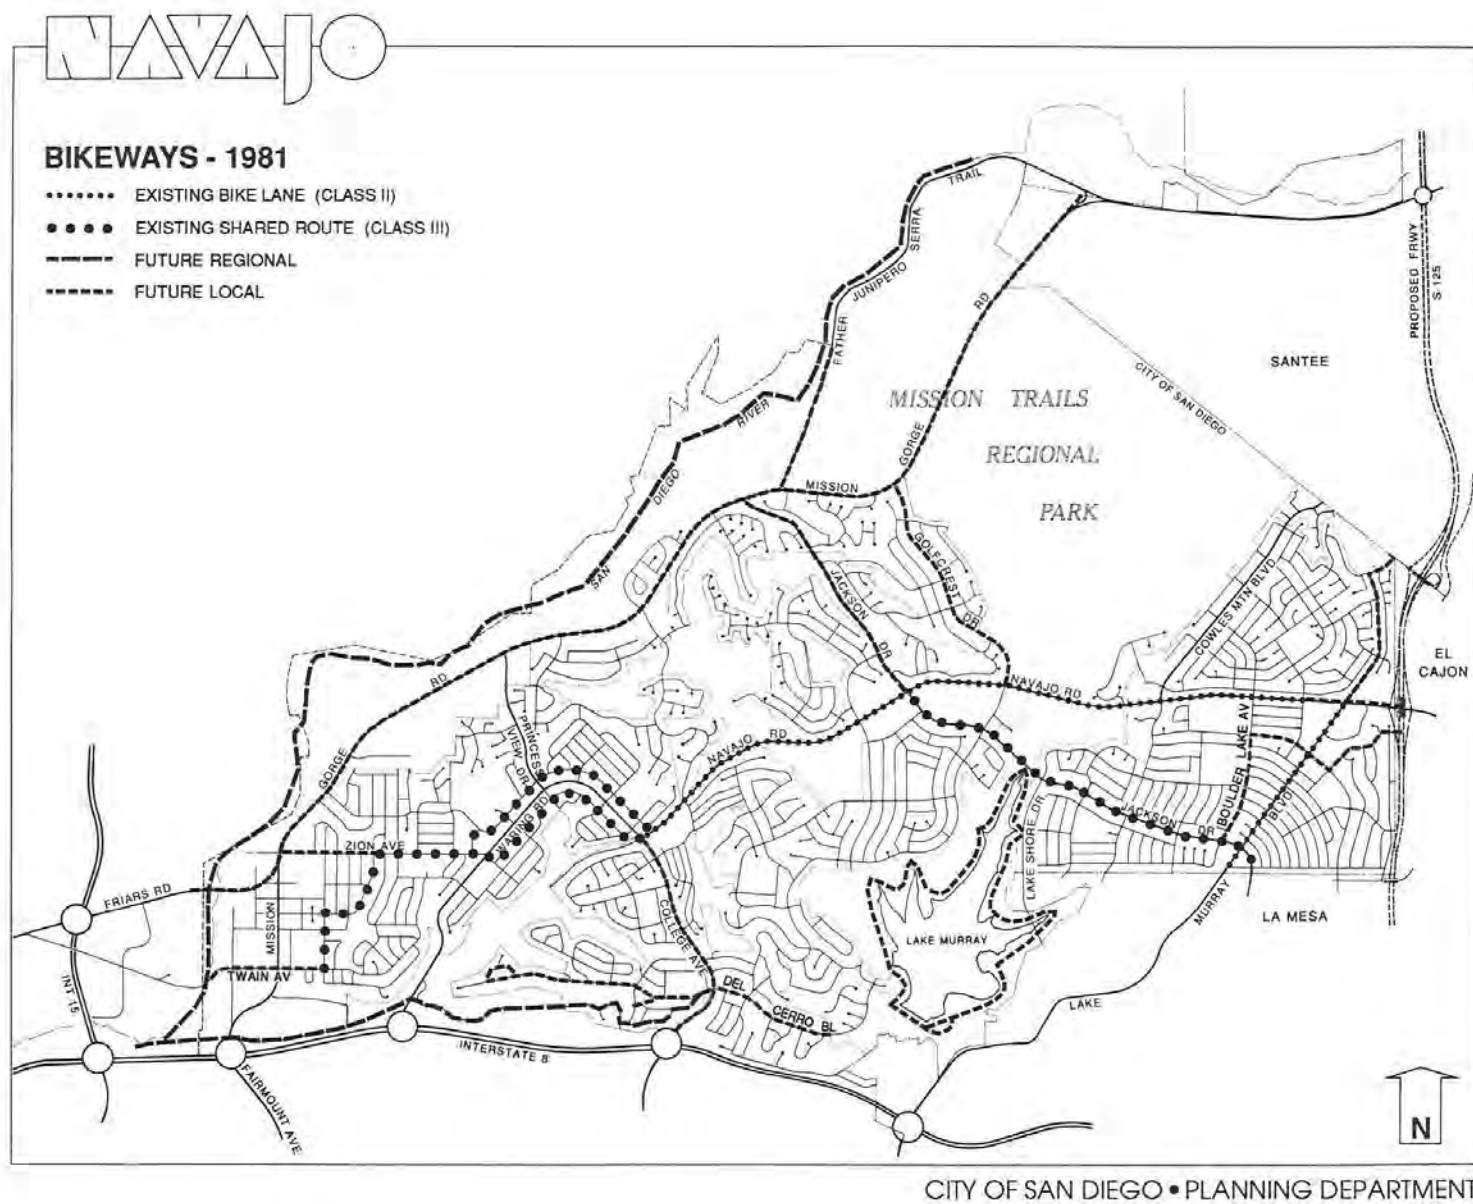 NAVAJO
BIKEWAYS - 1981
EXISTING BIKE LANE (CLASS II)
EXISTING SHARED ROUTE (CLASS III)
FUTURE REGIONAL
FUTURE LOCAL
TRAIL
SERRA
JUNIPERO
FATHER
RD
GORGE
MISSION
PROPOSED FRWY
S-125
SANTEE
CITY OF SAN DIEGO
MISSION TRAILS
REGIONAL
PARK
RIVER
DIEGO
SAN
GOLFCREST
DR
JACKSON
DR
COWLES MTN BLVD
EL
CAJON
NAVAJO RD
NAVAJO RD
RD
GORGE
PRINCESS
VIEW DR
WARING RD
BOULDER LAKE AV
BLVD
JACKSON DR
LAKE SHORE DR
ZION AVE
FRIARS RD
MISSION
TWAIN AV
COLLEGE AVE
LAKE MURRAY
MURRAY
LA MESA
DEL
CERRO BL
LAKE
INT 15
INTERSTATE 8
FAIRMOUNT AVE
N
CITY OF SAN DIEGO • PLANNING DEPARTMENT